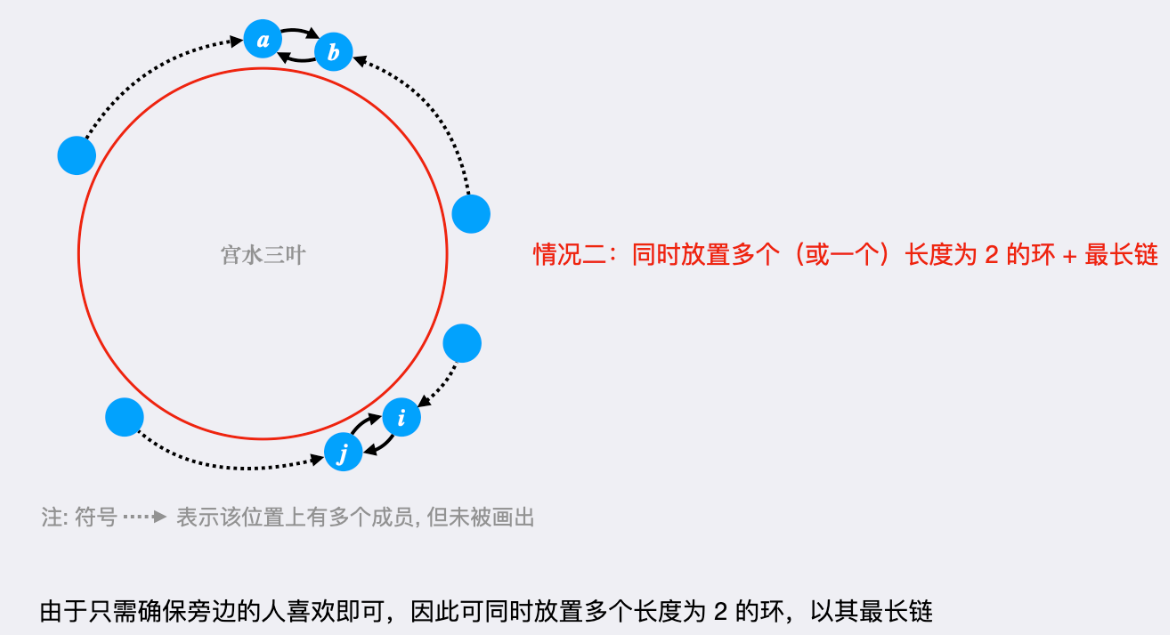 a
b
宫水三叶
情况二：同时放置多个（或一个）长度为 2 的环 + 最长链
i
j
注: 符号 表示该位置上有多个成员, 但未被画出
由于只需确保旁边的人喜欢即可，因此可同时放置多个长度为 2 的环，以其最长链